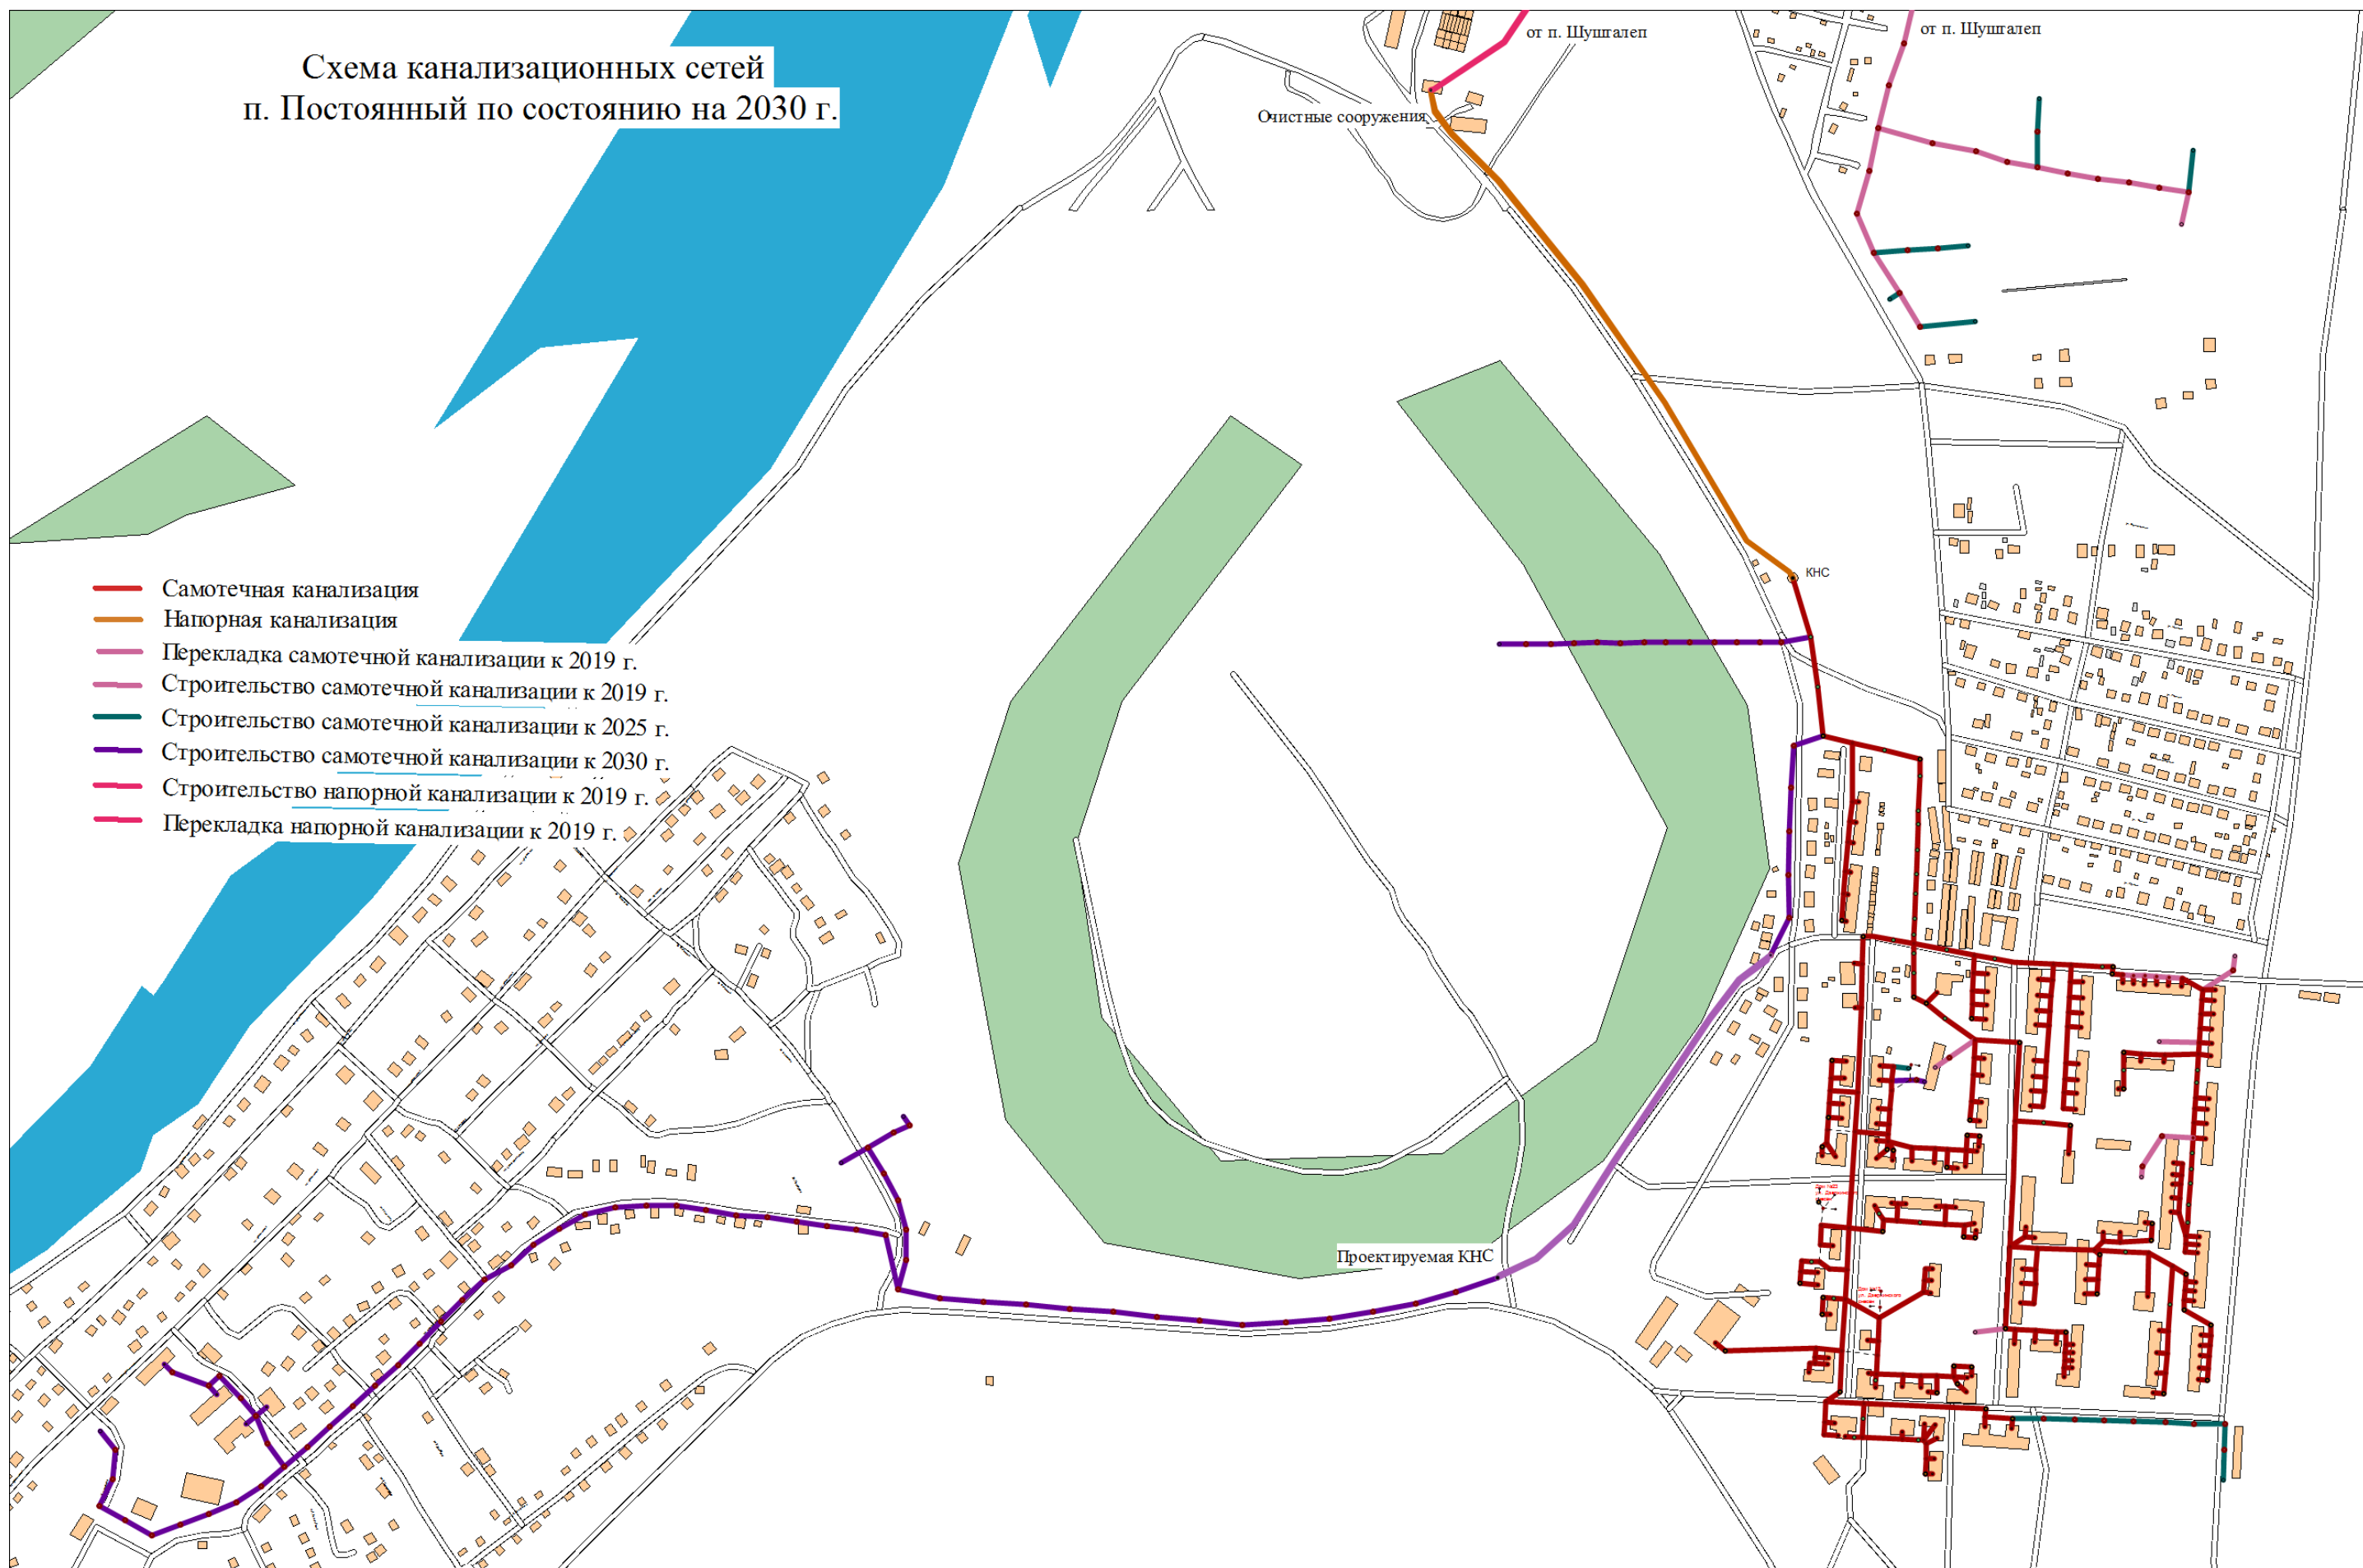 Схема канализационных сетей
п. Постоянный по состоянию на 2030 г.
от п. Шушталеп
от п. Шушталеп
Очистные сооружения
КНС
Самотечная канализация
Напорная канализация
Перекладка самотечной канализации к 2019 г.
Строительство самотечной канализации к 2019 г.
Строительство самотечной канализации к 2025 г.
Строительство самотечной канализации к 2030 г.
Строительство напорной канализации к 2019 г.
Перекладка напорной канализации к 2019 г.
Проектируемая КНС